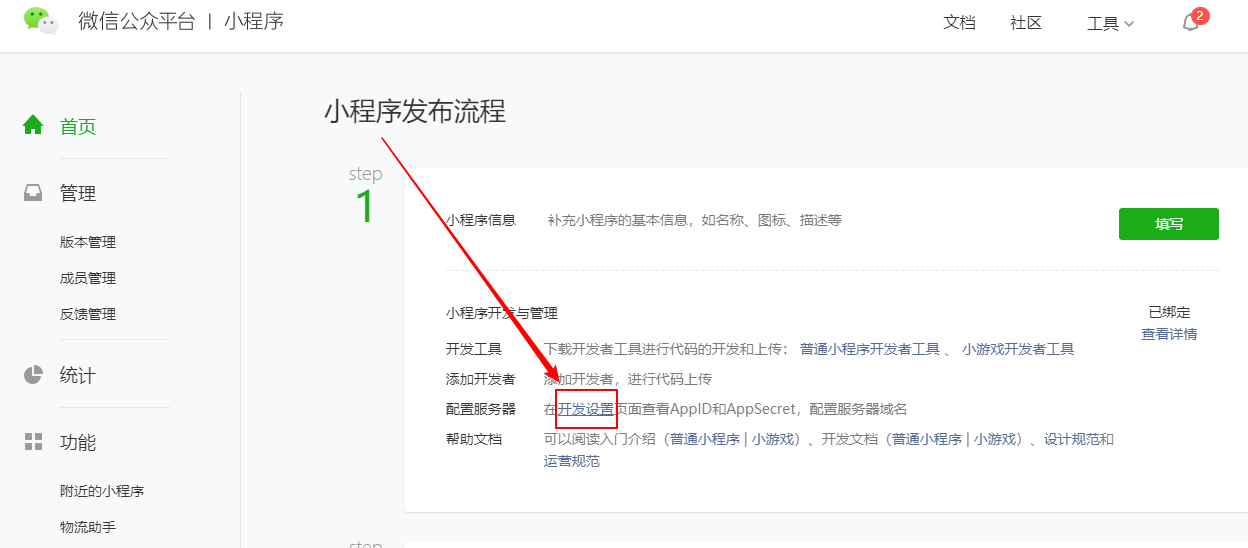 微信公众平台 | 小程序
文档 社区 工具 2
首页
管理
版本管理
成员管理
反馈管理
统计
功能
附近的小程序
物流助手
小程序发布流程
step
1
小程序信息 补充小程序的基本信息，如名称、图标、描述等 填写
小程序开发与管理 已绑定
查看详情
开发工具 下载开发者工具进行代码的开发和上传： 普通小程序开发者工具 、 小游戏开发者工具
添加开发者 添加开发者，进行代码上传
配置服务器 在开发设置页面查看AppID和AppSecret，配置服务器域名
帮助文档 可以阅读入门介绍（普通小程序 | 小游戏）、开发文档（普通小程序 | 小游戏）、设计规范和
运营规范
step